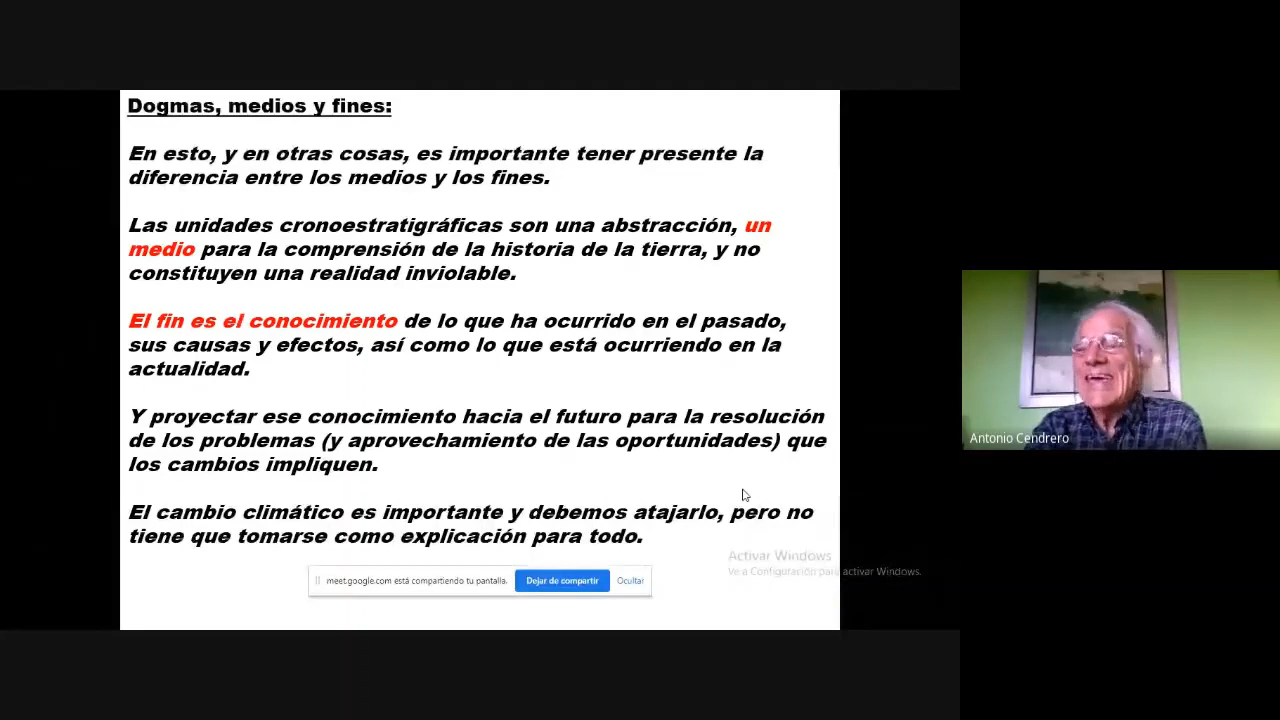 Dogmas, medios y fines:
En esto, y en otras cosas, es importante tener presente la
diferencia entre los medios y los fines.
Las unidades cronoestratigráficas son una abstracción, un
medio para la comprensión de la historia de la tierra, y no
constituyen una realidad inviolable.
El fin es el conocimiento de lo que ha ocurrido en el pasado,
sus causas y efectos, así como lo que está ocurriendo en la
actualidad.
Y proyectar ese conocimiento hacia el futuro para la resolución
de los problemas (y aprovechamiento de las oportunidades) que
los cambios impliquen.
El cambio climático es importante y debemos atajarlo, pero no
tiene que tomarse como explicación para todo.
Activar Windows
Ve a Configuración para activar Windows.
meet.google.com está compartiendo tu pantalla.
Dejar de compartir
Ocultar
Antonio Cendrero